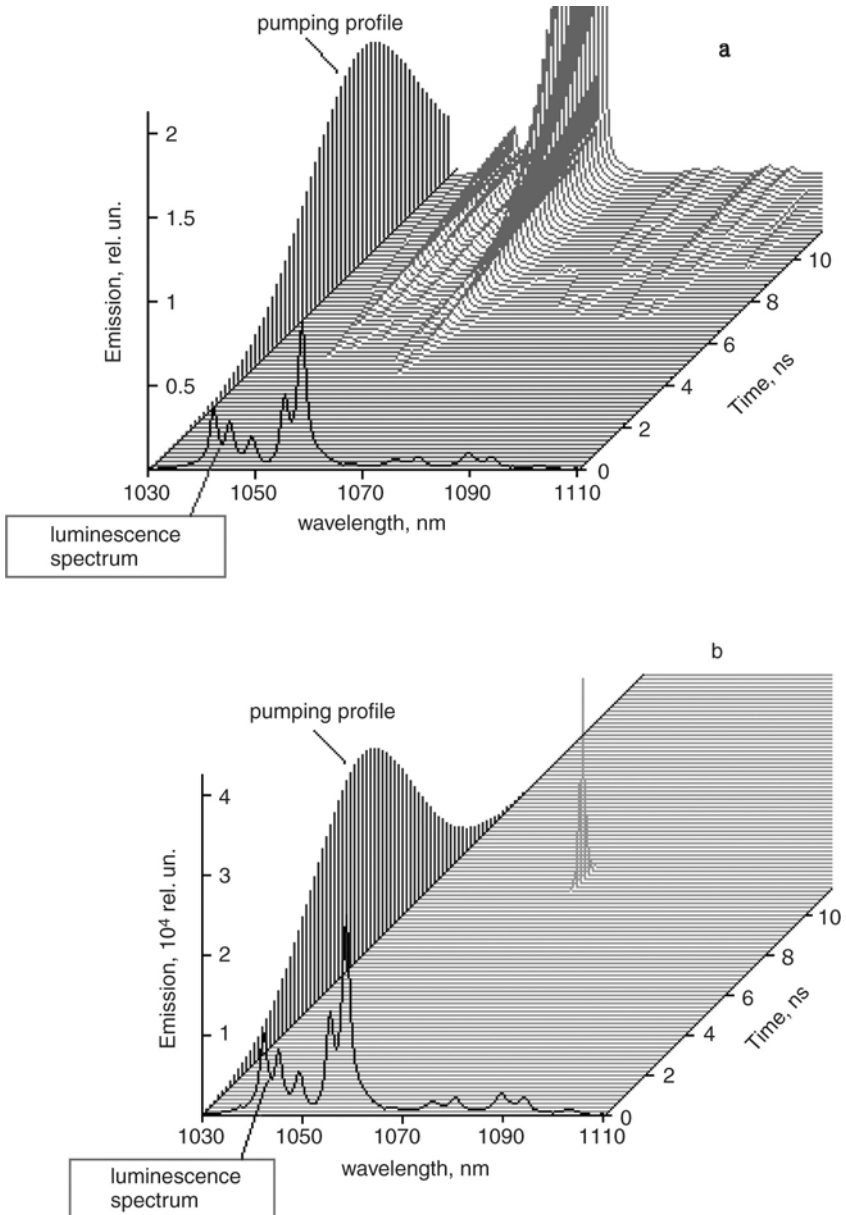 pumping profile
a
2
1.5
1
0.5
Emission, rel. un.
10
8
6
4
2
0
Time, ns
1030
1050
1070
1090
1110
wavelength, nm
luminescence
spectrum
b
pumping profile
4
3
2
1
Emission, 10⁴ rel. un.
10
8
6
4
2
0
Time, ns
1030
1050
1070
1090
1110
wavelength, nm
luminescence
spectrum